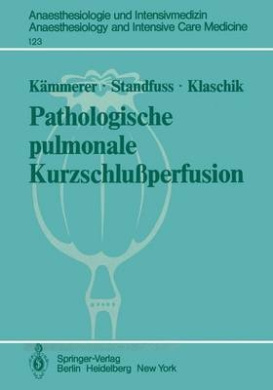 Anaesthesiologie und Intensivmedizin
Anaesthesiology and Intensive Care Medicine
123
Kämmerer · Standfuss · Klaschik
Pathologische
pulmonale
Kurzschlußperfusion
Springer-Verlag
Berlin Heidelberg New York